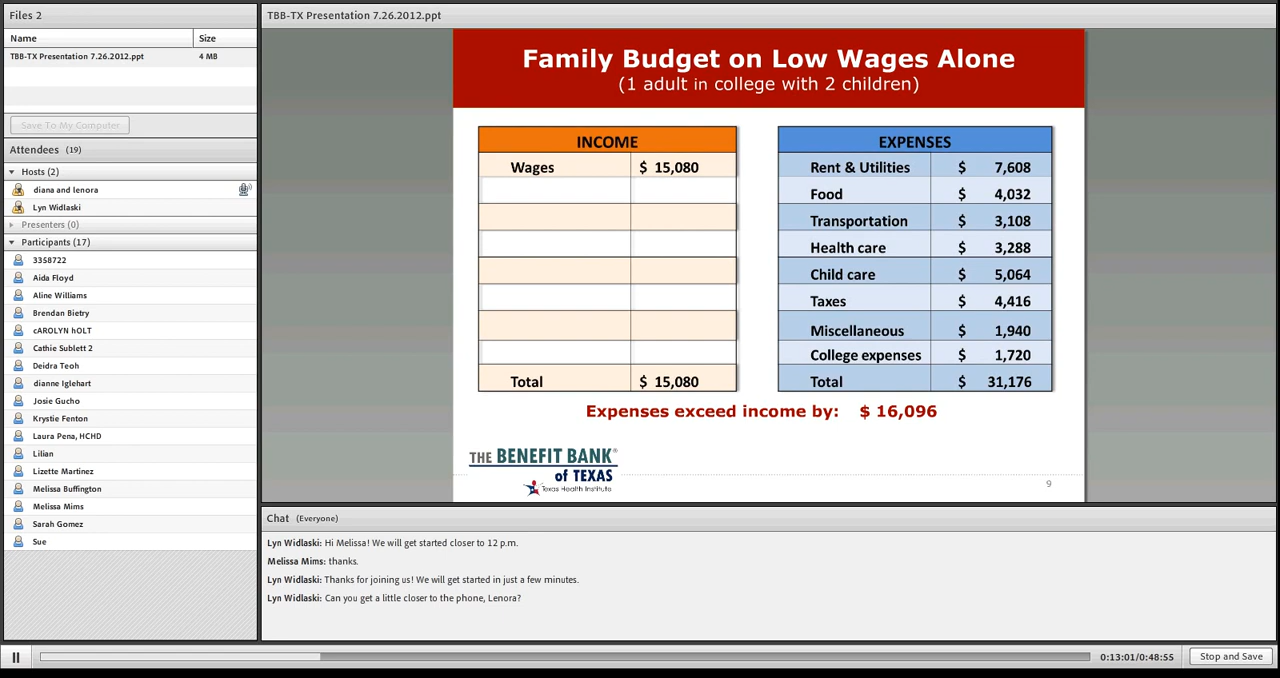 Files 2
Name Size
TBB-TX Presentation 7.26.2012.ppt 4 MB
Save To My Computer
Attendees (19)
Hosts (2)
diana and lenora
Lyn Widlaski
Presenters (0)
Participants (17)
3358722
Aida Floyd
Aline Williams
Brendan Bietry
cAROLYN hOLT
Cathie Sublett 2
Deidra Teoh
dianne Iglehart
Josie Gucho
Krystie Fenton
Laura Pena, HCHD
Lilian
Lizette Martinez
Melissa Buffington
Melissa Mims
Sarah Gomez
Sue
TBB-TX Presentation 7.26.2012.ppt
Family Budget on Low Wages Alone
(1 adult in college with 2 children)
INCOME
Wages $ 15,080
Total $ 15,080
EXPENSES
Rent & Utilities $ 7,608
Food $ 4,032
Transportation $ 3,108
Health care $ 3,288
Child care $ 5,064
Taxes $ 4,416
Miscellaneous $ 1,940
College expenses $ 1,720
Total $ 31,176
Expenses exceed income by: $ 16,096
THE BENEFIT BANK®
of TEXAS
Texas Health Institute
9
Chat (Everyone)
Lyn Widlaski: Hi Melissa! We will get started closer to 12 p.m.
Melissa Mims: thanks.
Lyn Widlaski: Thanks for joining us! We will get started in just a few minutes.
Lyn Widlaski: Can you get a little closer to the phone, Lenora?
0:13:01/0:48:55 Stop and Save